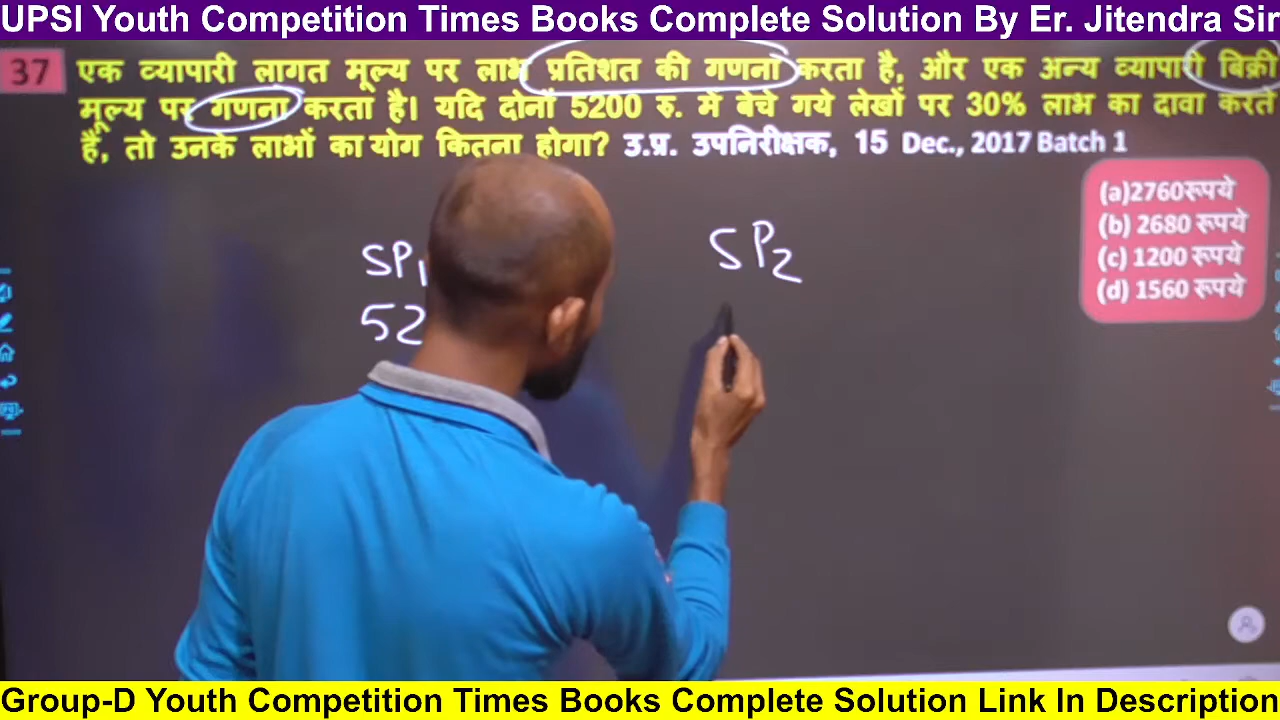 UPSI Youth Competition Times Books Complete Solution By Er. Jitendra Sir
37 एक व्यापारी लागत मूल्य पर लाभ प्रतिशत की गणना करता है, और एक अन्य व्यापारी बिक्री
मूल्य पर गणना करता है। यदि दोनों 5200 रु. में बेचे गये लेखों पर 30% लाभ का दावा करते
हैं, तो उनके लाभों का योग कितना होगा? उ.प्र. उपनिरीक्षक, 15 Dec., 2017 Batch 1
(a)2760रूपये
(b) 2680 रूपये
(c) 1200 रूपये
(d) 1560 रूपये
SP1 SP2
52
Group-D Youth Competition Times Books Complete Solution Link In Description